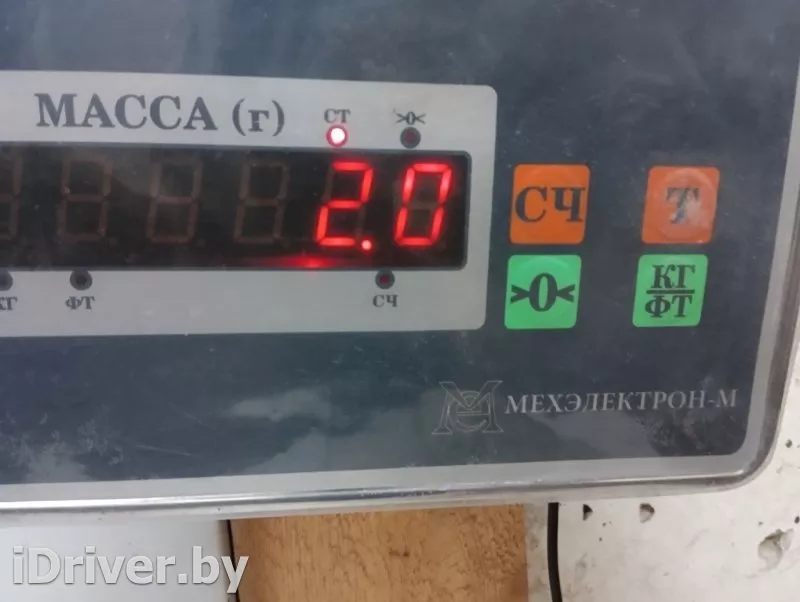 МАССА (г)
СТ
>0<
2.0
КГ
ФТ
СЧ
СЧ
Т
>0<
КГ
ФТ
МЕХЭЛЕКТРОН-М
iDriver.by